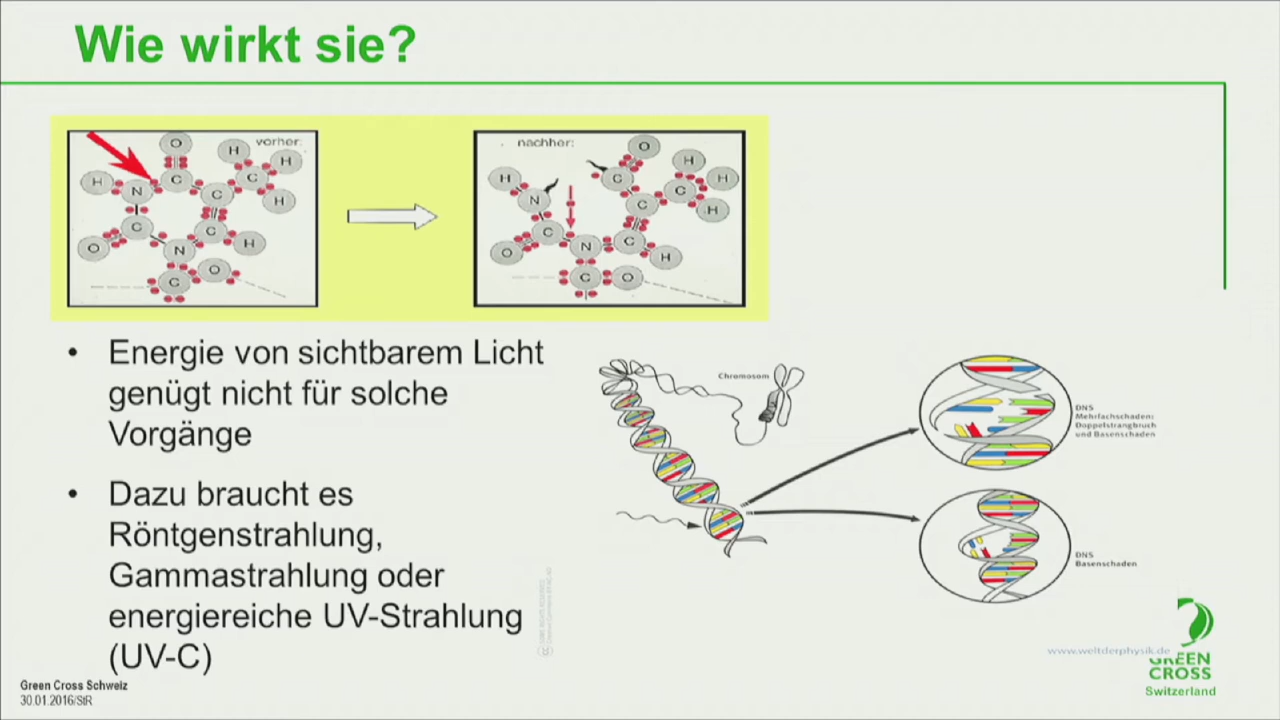 Wie wirkt sie?
vorher:
O
H
H
H
N
C
C
C
H
C
C
O
N
H
C
O
nachher:
O
H
H
C
C
H
N
C
H
C
C
O
N
H
C
O
Energie von sichtbarem Licht
genügt nicht für solche
Vorgänge
Dazu braucht es
Röntgenstrahlung,
Gammastrahlung oder
energiereiche UV-Strahlung
(UV-C)
Chromosom
DNS
Mehrfachschaden:
Doppelstrangbruch
und Basenschaden
DNS
Basenschaden
www.weltderphysik.de
GREEN
CROSS
Switzerland
Green Cross Schweiz
30.01.2016/StR